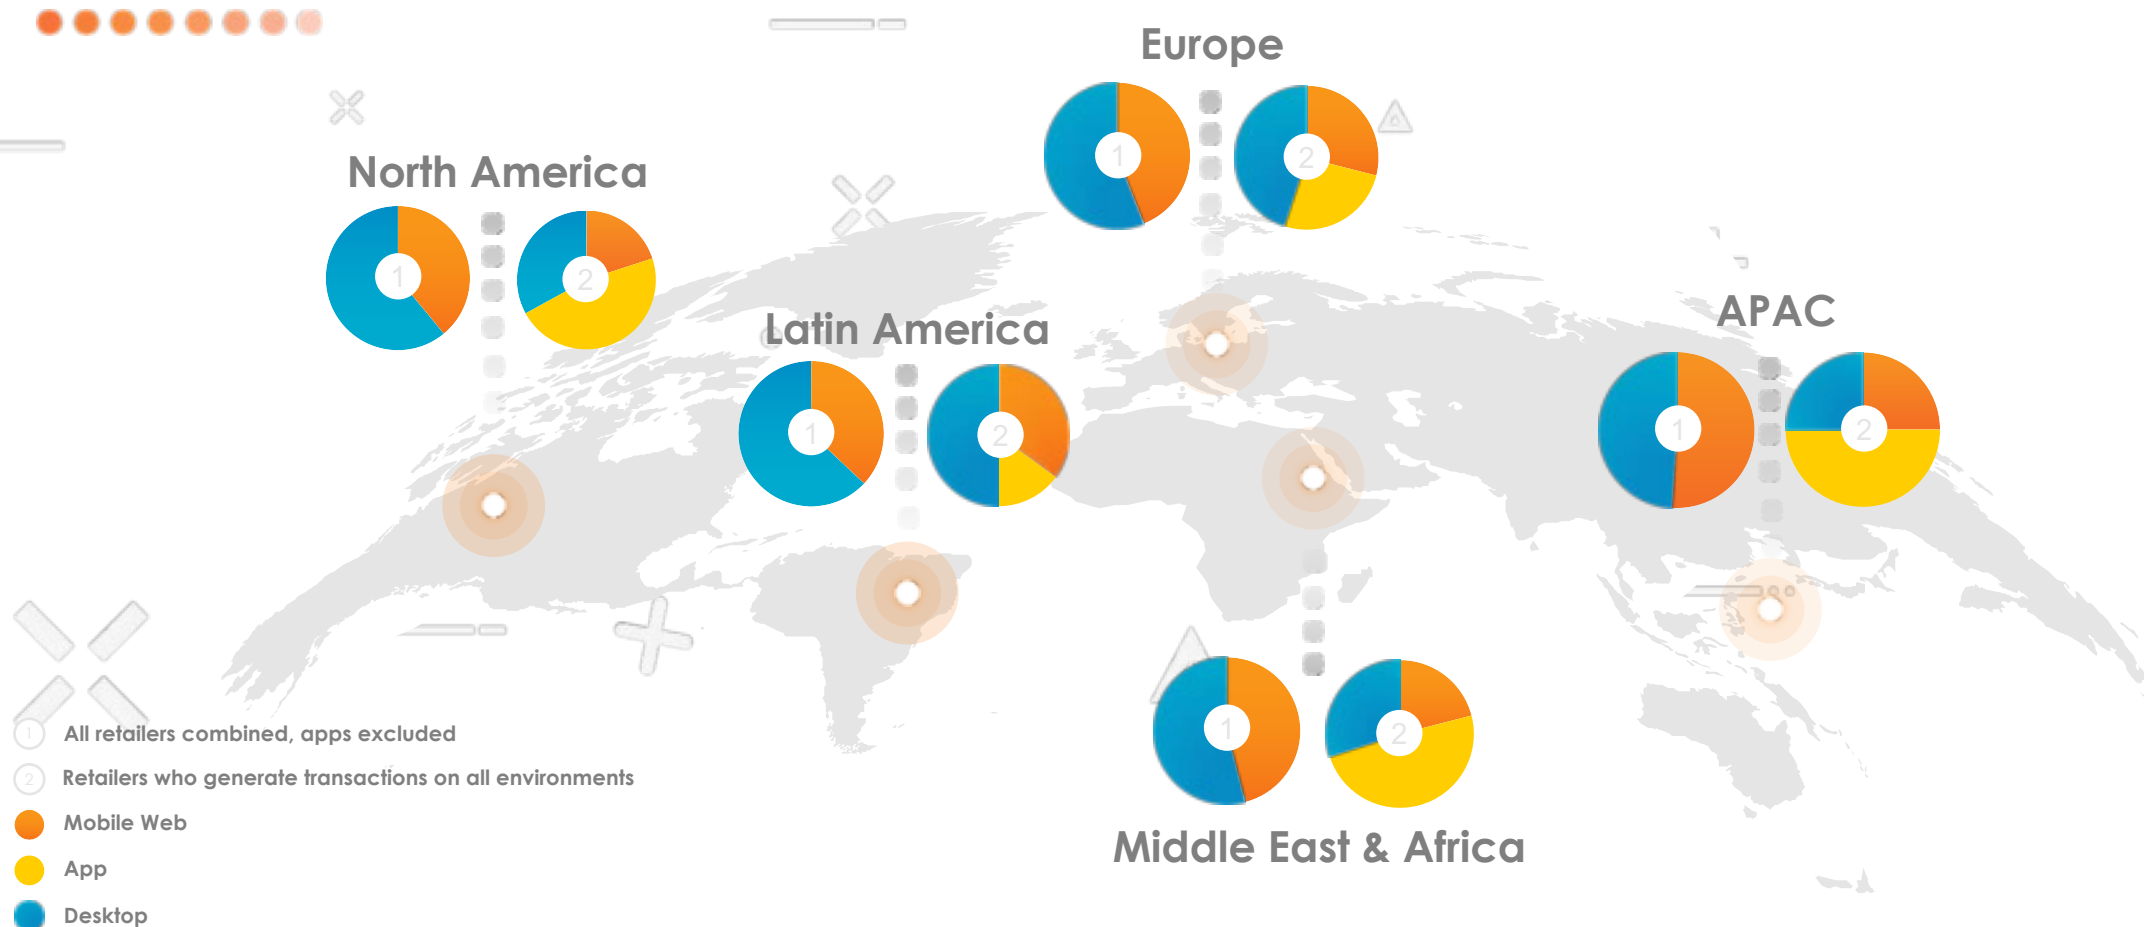 Europe
1
2
North America
1
2
APAC
Latin America
1
2
1
2
1
2
Middle East & Africa
1 All retailers combined, apps excluded
2 Retailers who generate transactions on all environments
Mobile Web
App
Desktop